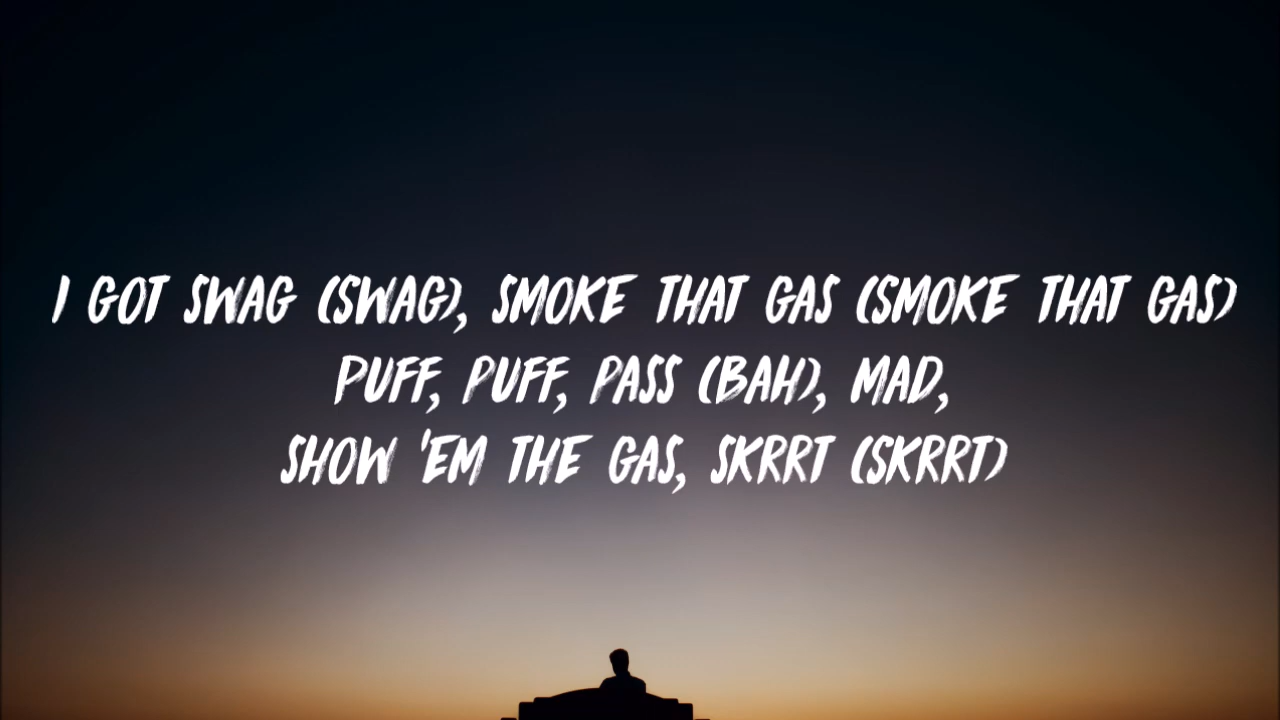 I GOT SWAG (SWAG), SMOKE THAT GAS (SMOKE THAT GAS)
PUFF, PUFF, PASS (BAH), MAD,
SHOW 'EM THE GAS, SKRRT (SKRRT)